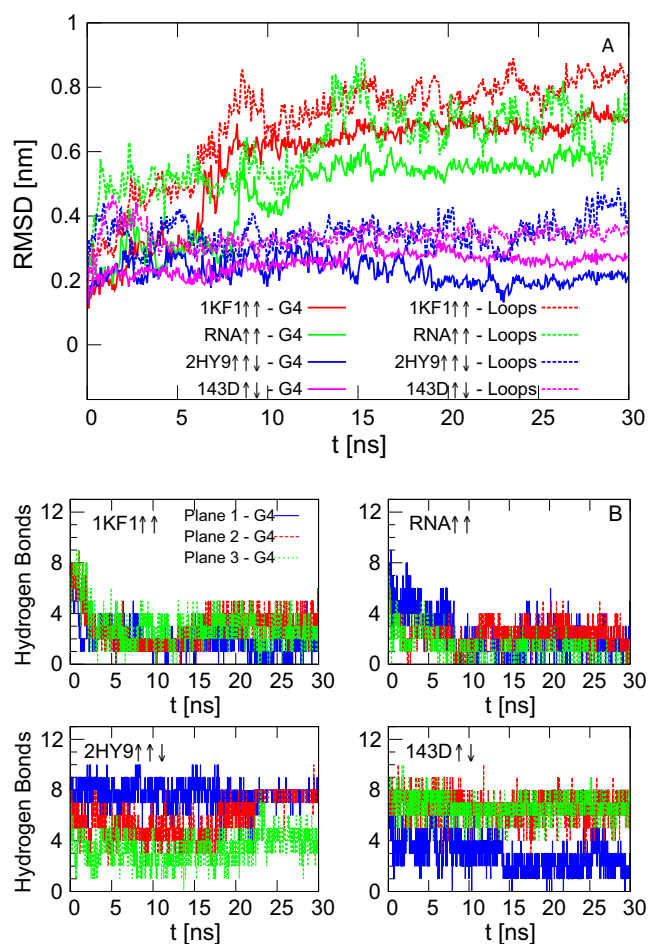 A
1
0.8
0.6
0.4
0.2
0
RMSD [nm]
1KF1↑↑ - G4
1KF1↑↑ - Loops
RNA↑↑ - G4
RNA↑↑ - Loops
2HY9↑↑↓ - G4
2HY9↑↑↓ - Loops
143D↑↓ - G4
143D↑↓ - Loops
0 5 10 15 20 25 30
t [ns]
B
12
8
4
0
Hydrogen Bonds
1KF1↑↑
Plane 1 - G4
Plane 2 - G4
Plane 3 - G4
0 5 10 15 20 25 30
t [ns]
12
8
4
0
RNA↑↑
0 5 10 15 20 25 30
t [ns]
12
8
4
0
Hydrogen Bonds
2HY9↑↑↓
0 5 10 15 20 25 30
t [ns]
12
8
4
0
143D↑↓
0 5 10 15 20 25 30
t [ns]